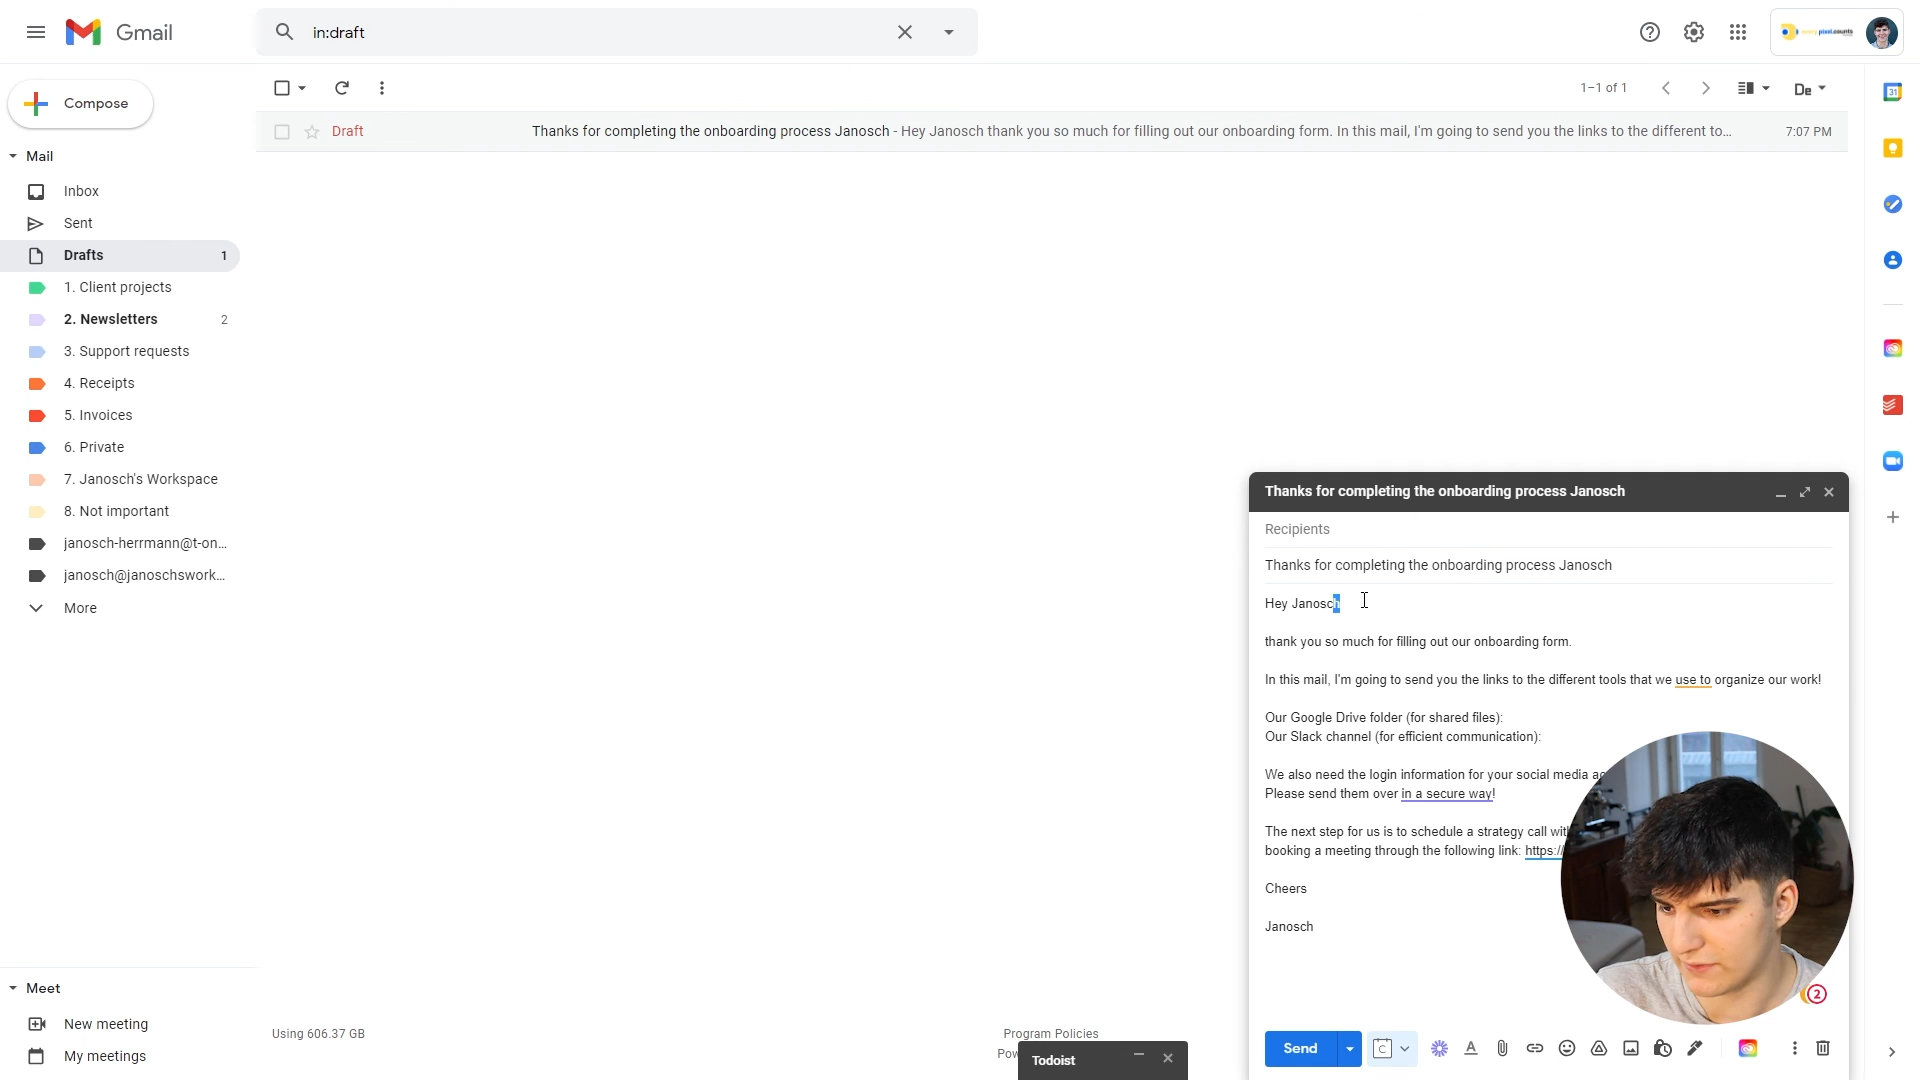 Gmail
in:draft
Compose
1–1 of 1
De
Draft
Thanks for completing the onboarding process Janosch - Hey Janosch thank you so much for filling out our onboarding form. In this mail, I'm going to send you the links to the different to...
7:07 PM
Mail
Inbox
Sent
Drafts 1
1. Client projects
2. Newsletters 2
3. Support requests
4. Receipts
5. Invoices
6. Private
7. Janosch's Workspace
8. Not important
janosch-herrmann@t-on...
janosch@janoschswork...
More
Meet
New meeting
My meetings
Using 606.37 GB
Program Policies
Todoist
31
Thanks for completing the onboarding process Janosch
Recipients
Thanks for completing the onboarding process Janosch
Hey Janosch
thank you so much for filling out our onboarding form.
In this mail, I'm going to send you the links to the different tools that we use to organize our work!
Our Google Drive folder (for shared files):
Our Slack channel (for efficient communication):
We also need the login information for your social media
Please send them over in a secure way!
The next step for us is to schedule a strategy call
booking a meeting through the following link: https://
Cheers
Janosch
2
Send
C